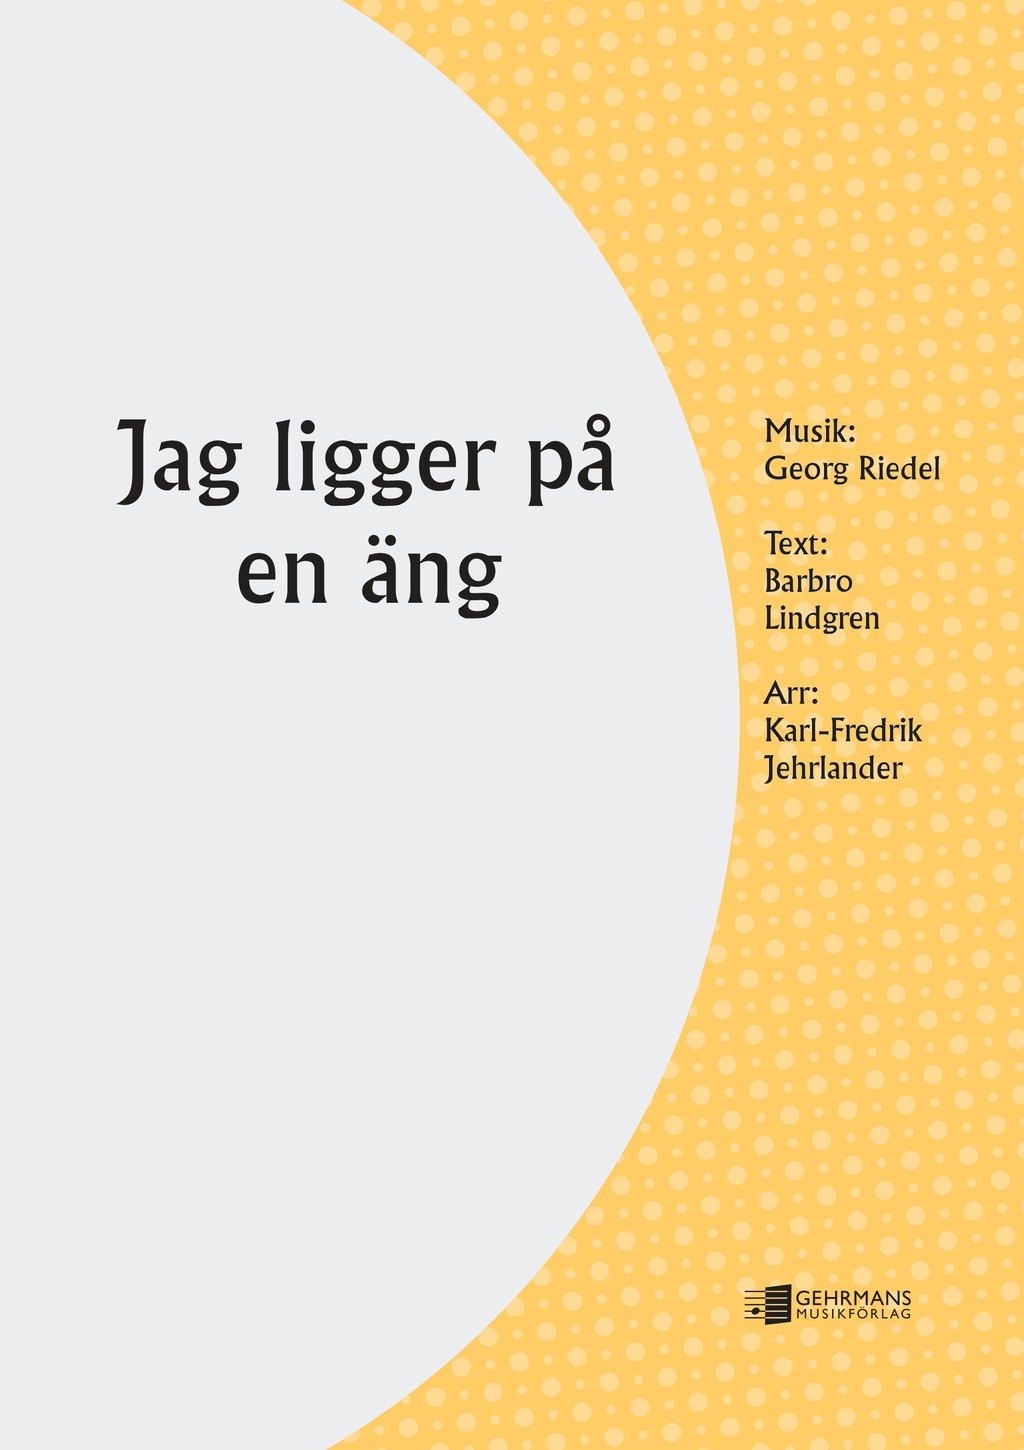 Jag ligger på
en äng
Musik:
Georg Riedel
Text:
Barbro
Lindgren
Arr:
Karl-Fredrik
Jehrlander
GEHRMANS
MUSIKFÖRLAG